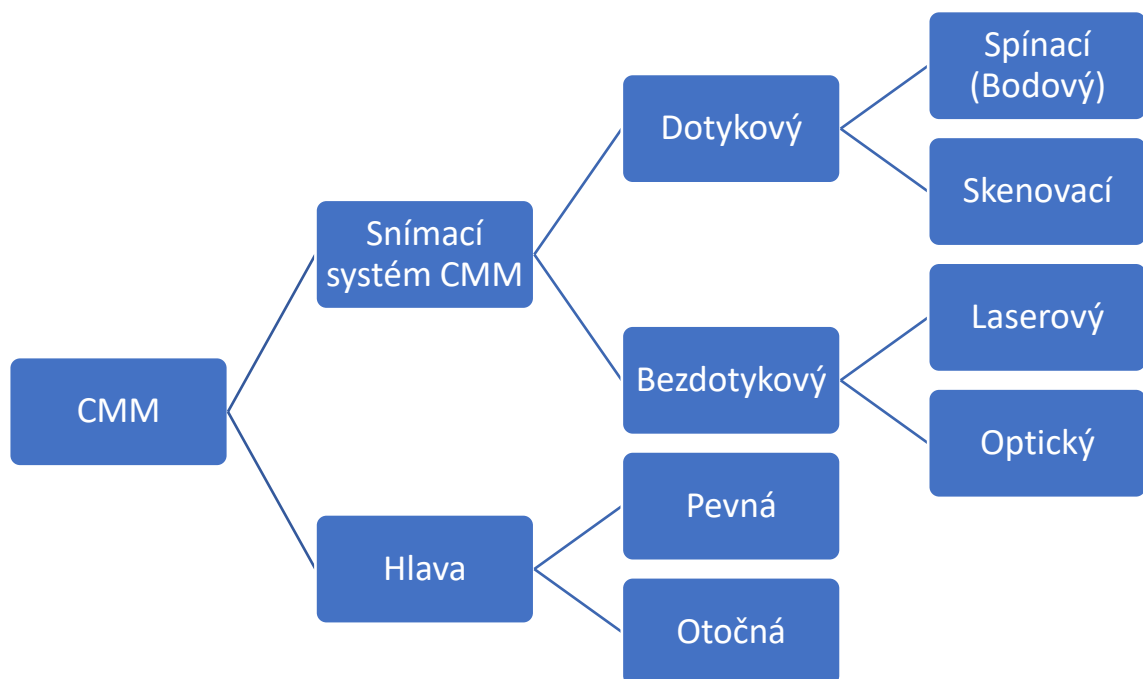 CMM
Snímací
systém CMM
Dotykový
Spínací
(Bodový)
Skenovací
Bezdotykový
Laserový
Optický
Hlava
Pevná
Otočná